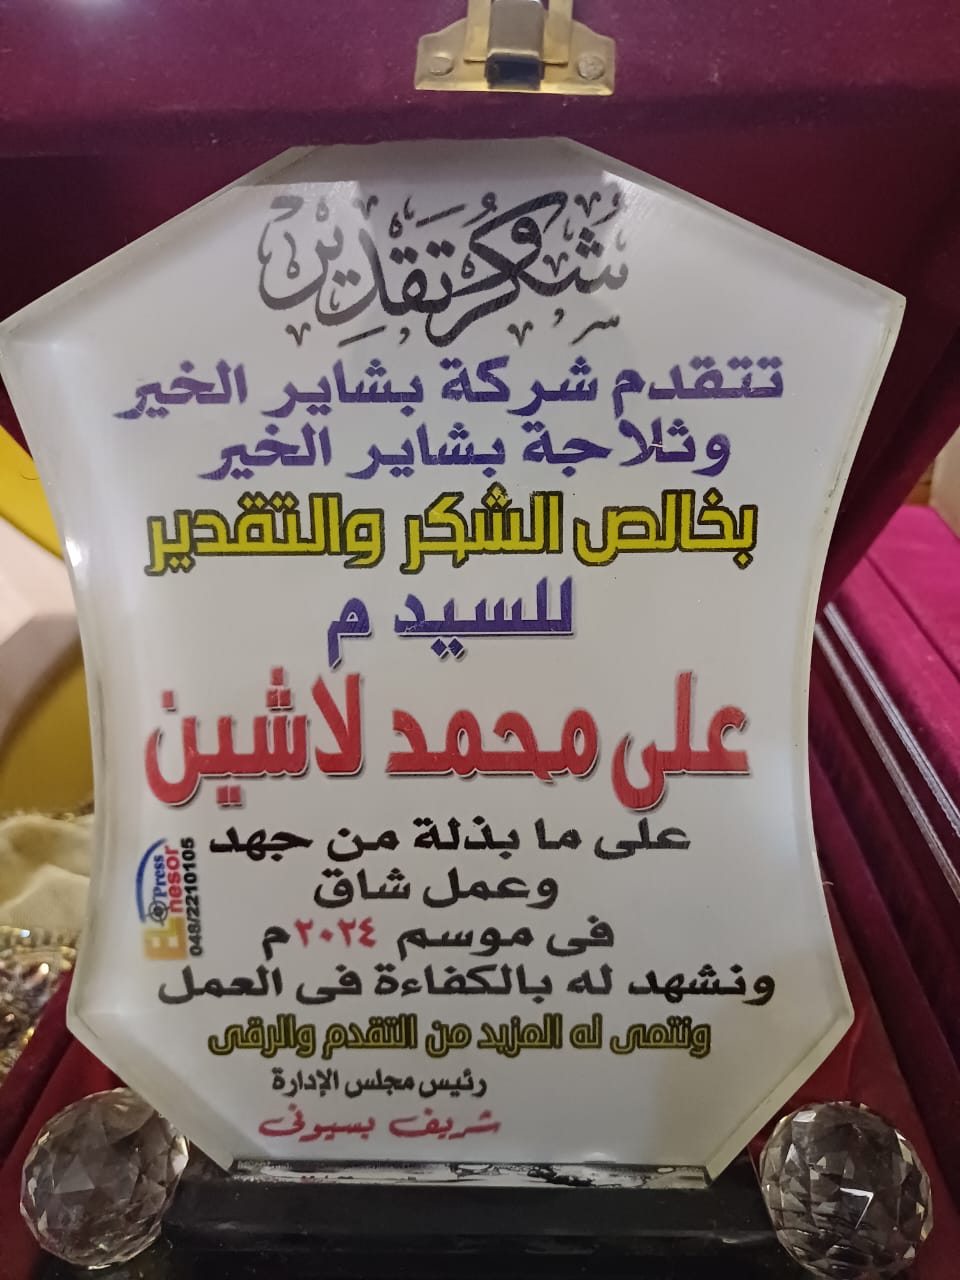 شكر وتقدير
تتقدم شركة بشاير الخير
وثلاجة بشاير الخير
بخالص الشكر والتقدير
للسيد م
على محمد لاشين
على ما بذلة من جهد
وعمل شاق
فى موسم ٢٠٢٤م
ونشهد له بالكفاءة فى العمل
ونتمى له المزيد من التقدم والرقى
رئيس مجلس الإدارة
شريف بسيونى
EL Press
nesor
048/2210105